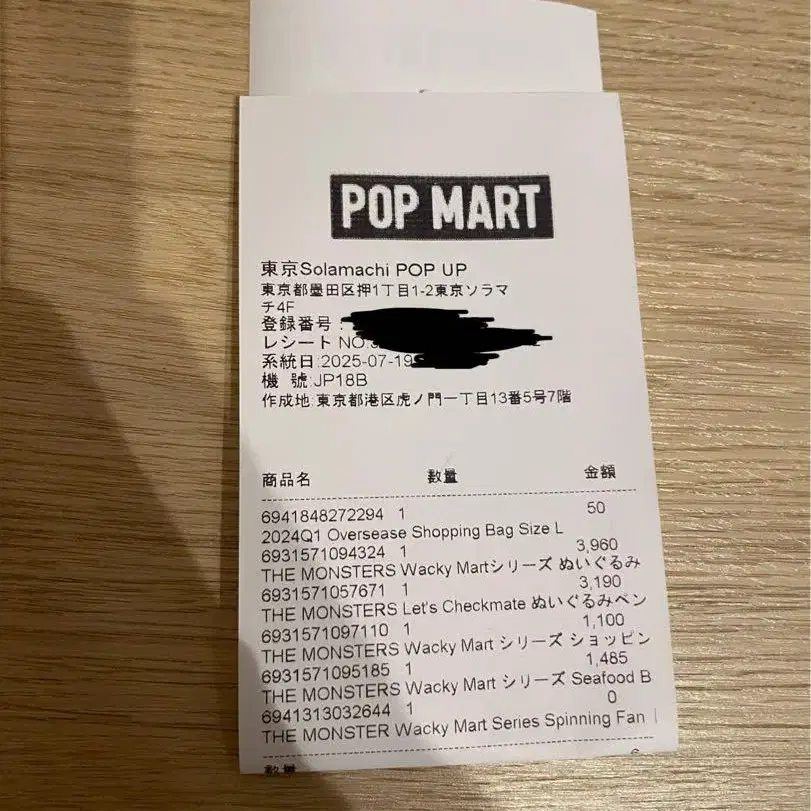 POP MART
東京Solamachi POP UP
東京都墨田区押1丁目1-2東京ソラマ
チ4F
登録番号:
レシート NO.
系統日:2025-07-19
機 號:JP18B
作成地:東京都港区虎ノ門一丁目13番5号7階
商品名 数量 金額
6941848272294 1 50
2024Q1 Oversease Shopping Bag Size L
6931571094324 1 3,960
THE MONSTERS Wacky Martシリーズ ぬいぐるみ
6931571057671 1 3,190
THE MONSTERS Let's Checkmate ぬいぐるみペン
6931571097110 1 1,100
THE MONSTERS Wacky Mart シリーズ ショッピン
6931571095185 1 1,485
THE MONSTERS Wacky Mart シリーズ Seafood B
6941313032644 1 0
THE MONSTER Wacky Mart Series Spinning Fan
数量 6